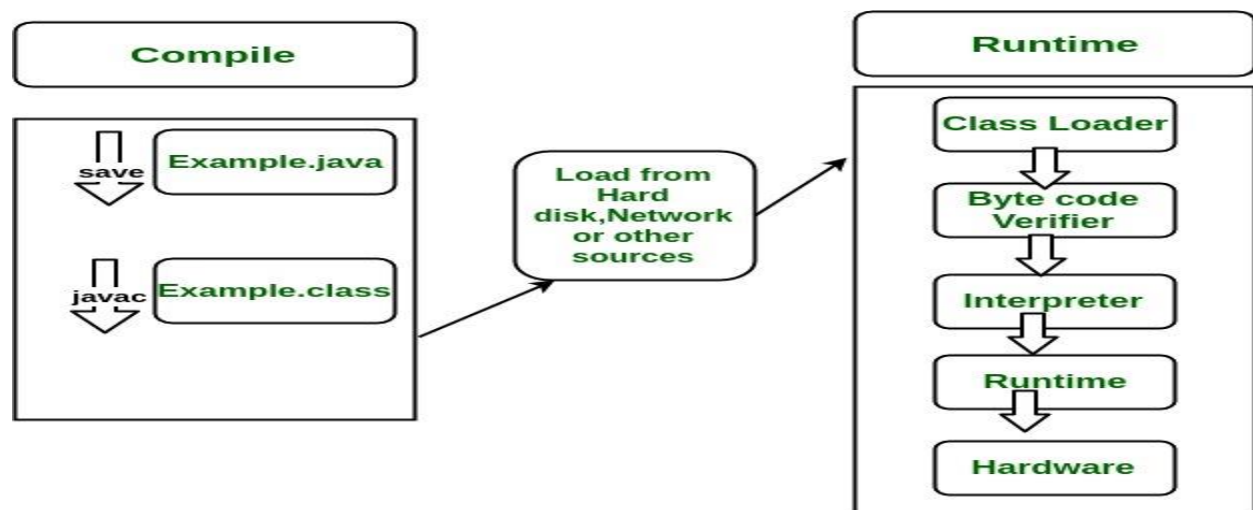 Compile
save
Example.java
javac
Example.class
Load from
Hard
disk,Network
or other
sources
Runtime
Class Loader
Byte code
Verifier
Interpreter
Runtime
Hardware